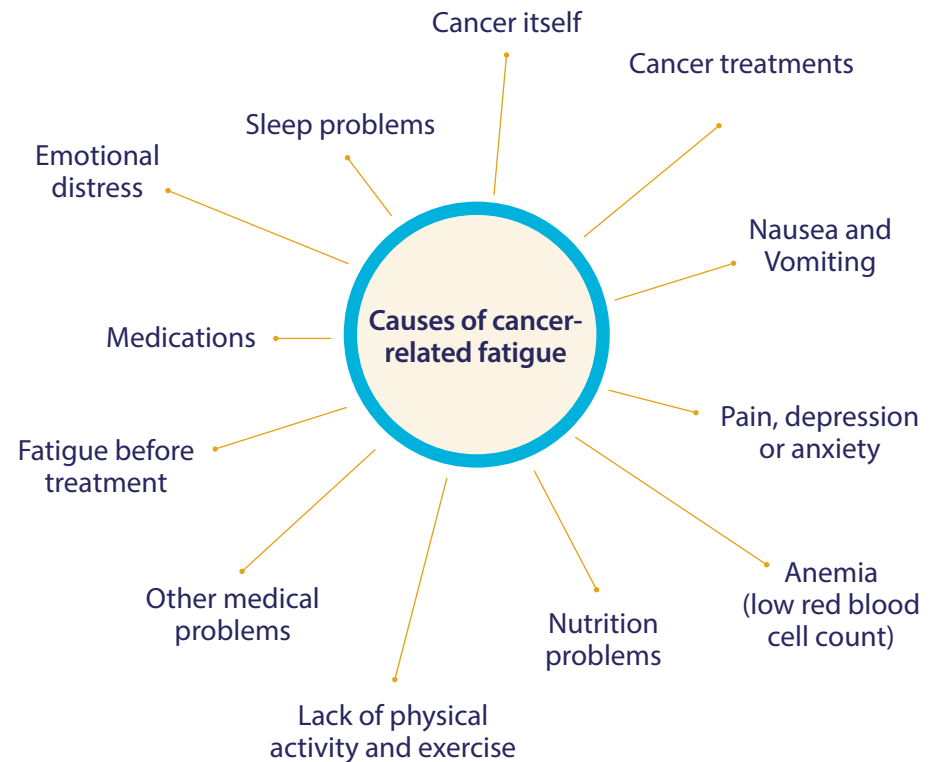 Cancer itself
Cancer treatments
Sleep problems
Emotional
distress
Nausea and
Vomiting
Causes of cancer-
related fatigue
Medications
Pain, depression
or anxiety
Fatigue before
treatment
Anemia
(low red blood
cell count)
Other medical
problems
Nutrition
problems
Lack of physical
activity and exercise